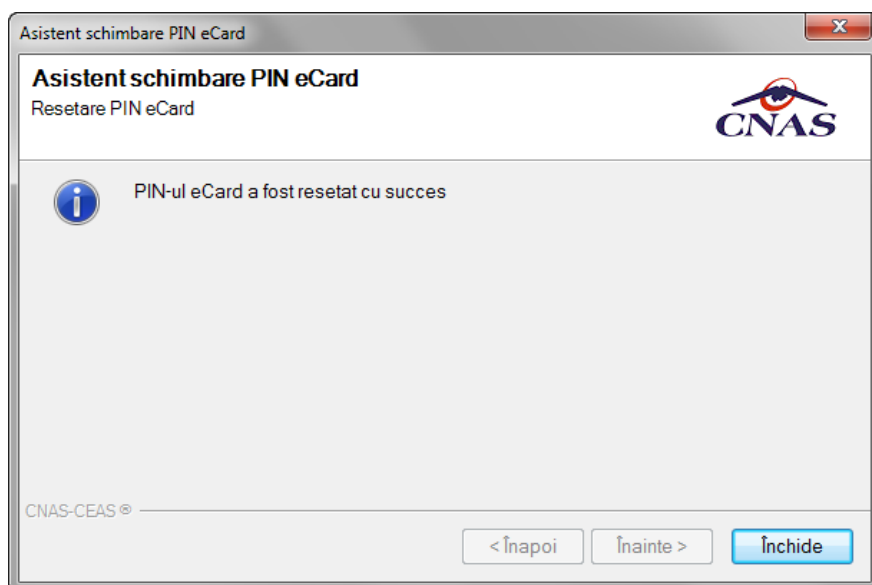 Asistent schimbare PIN eCard
Asistent schimbare PIN eCard
Resetare PIN eCard
CNAS
PIN-ul eCard a fost resetat cu succes
CNAS-CEAS ®
< Înapoi
Înainte >
Închide